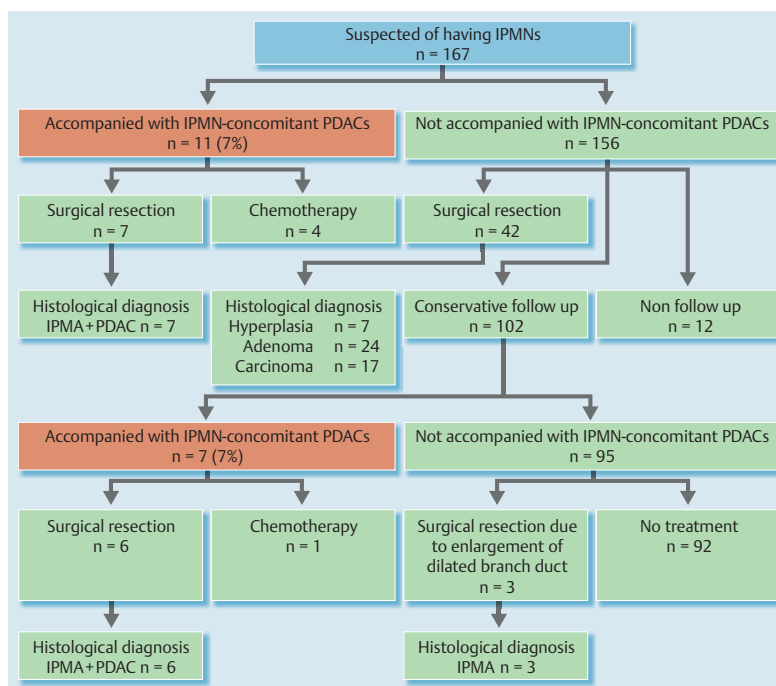 Suspected of having IPMNs
n = 167
Accompanied with IPMN-concomitant PDACs
n = 11 (7%)
Not accompanied with IPMN-concomitant PDACs
n = 156
Surgical resection
n = 7
Chemotherapy
n = 4
Surgical resection
n = 42
Histological diagnosis
IPMA+PDAC n = 7
Histological diagnosis
Hyperplasia n = 7
Adenoma n = 24
Carcinoma n = 17
Conservative follow up
n = 102
Non follow up
n = 12
Accompanied with IPMN-concomitant PDACs
n = 7 (7%)
Not accompanied with IPMN-concomitant PDACs
n = 95
Surgical resection
n = 6
Chemotherapy
n = 1
Surgical resection due
to enlargement of
dilated branch duct
n = 3
No treatment
n = 92
Histological diagnosis
IPMA+PDAC n = 6
Histological diagnosis
IPMA n = 3